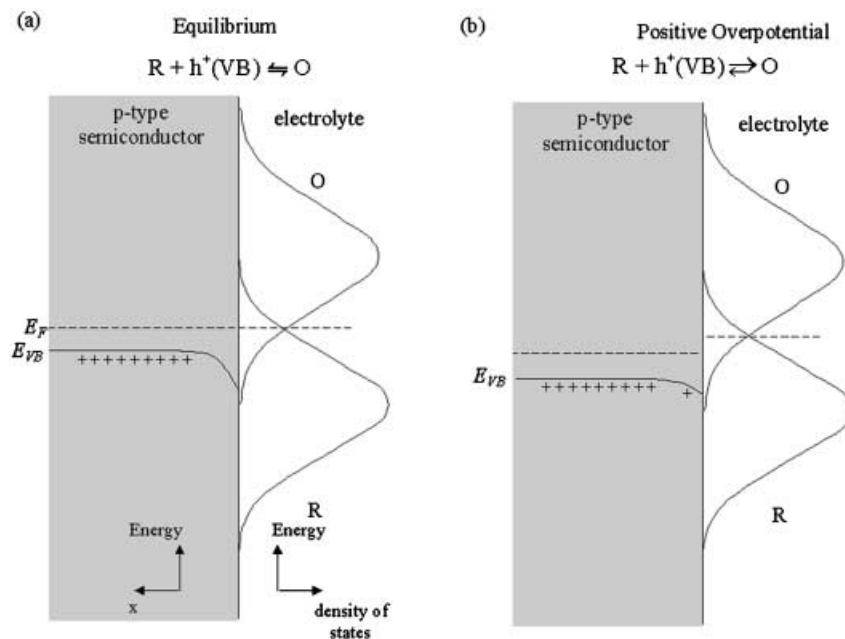 (a)
Equilibrium
R + h⁺(VB) ⇋ O
p-type
semiconductor
electrolyte
O
E_F
E_VB
+++++++++
R
Energy
x
Energy
density of
states
(b)
Positive Overpotential
R + h⁺(VB) ⇄ O
p-type
semiconductor
electrolyte
O
E_VB
+++++++++ +
R